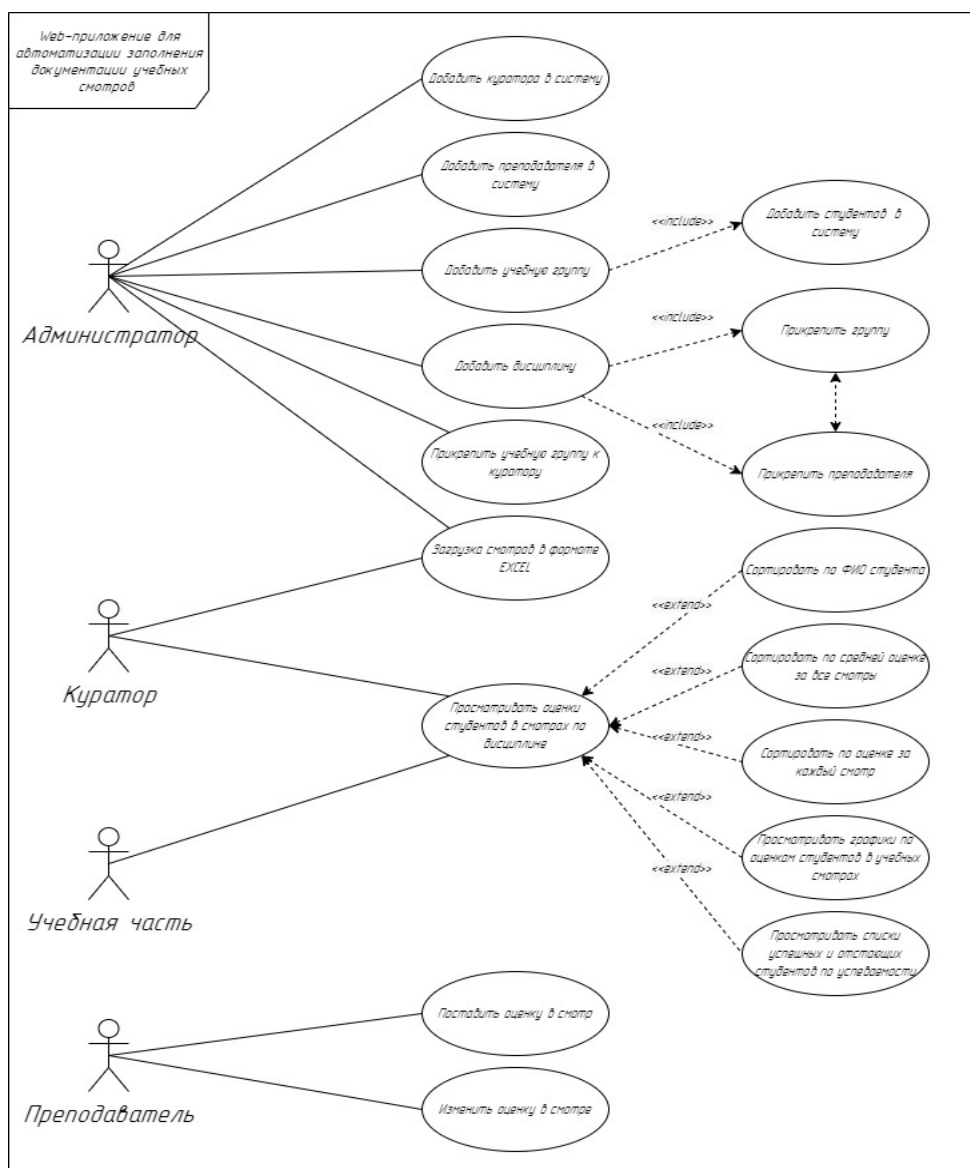 Web-приложение для
автоматизации заполнения
документации учебных
смотров
Добавить куратора в систему
Добавить преподавателя в
систему
<<include>>
Добавить студентов в
систему
Добавить учебную группу
Администратор
<<include>>
Прикрепить группу
Добавить дисциплину
<<include>>
Прикрепить учебную группу к
куратору
Прикрепить преподавателя
Загрузка смотров в формате
EXCEL
Сортировать по ФИО студента
<<extend>>
Куратор
Сортировать по средней оценке
за все смотры
<<extend>>
Просматривать оценки
студентов в смотрах по
дисциплине
<<extend>>
Сортировать по оценке за
каждый смотр
<<extend>>
Просматривать графики по
оценкам студентов в учебных
смотрах
<<extend>>
Учебная часть
Просматривать списки
успешных и отстающих
студентов по успеваемости
Поставить оценку в смотр
Преподаватель
Изменить оценку в смотре